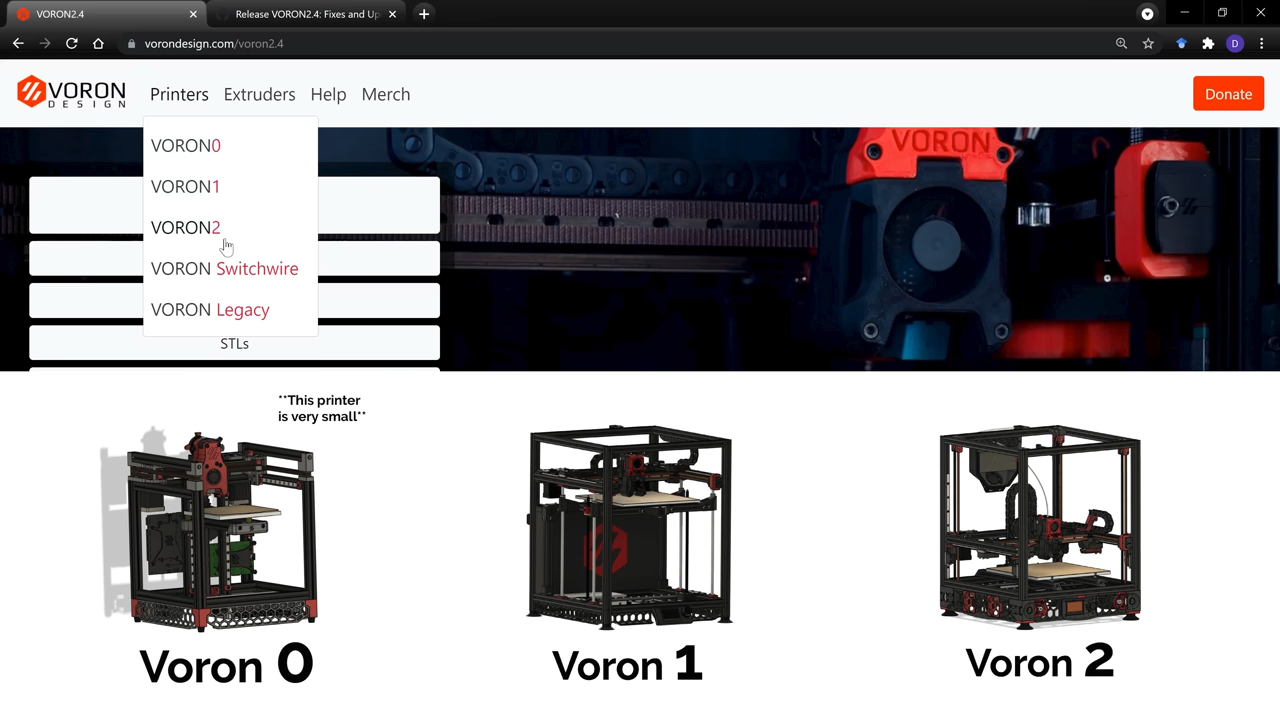 VORON2.4
Release VORON2.4: Fixes and Up
vorondesign.com/voron2.4
D
VORON
DESIGN
Printers
Extruders
Help
Merch
Donate
VORON0
VORON1
VORON2
VORON Switchwire
VORON Legacy
STLs
VORON
**This printer
is very small**
Voron 0
Voron 1
Voron 2